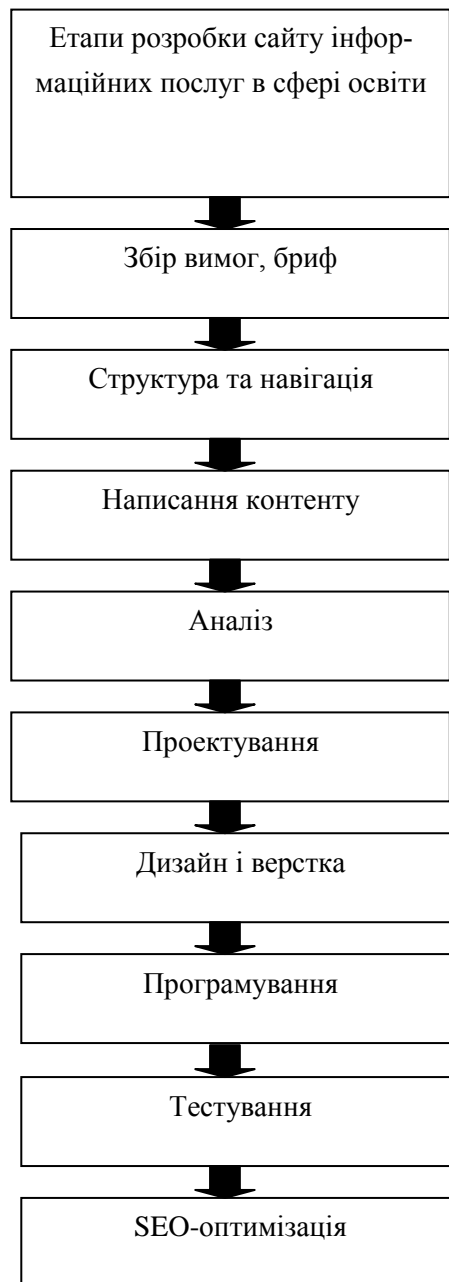 Етапи розробки сайту інфор-
маційних послуг в сфері освіти
Збір вимог, бриф
Структура та навігація
Написання контенту
Аналіз
Проектування
Дизайн і верстка
Програмування
Тестування
SEO-оптимізація